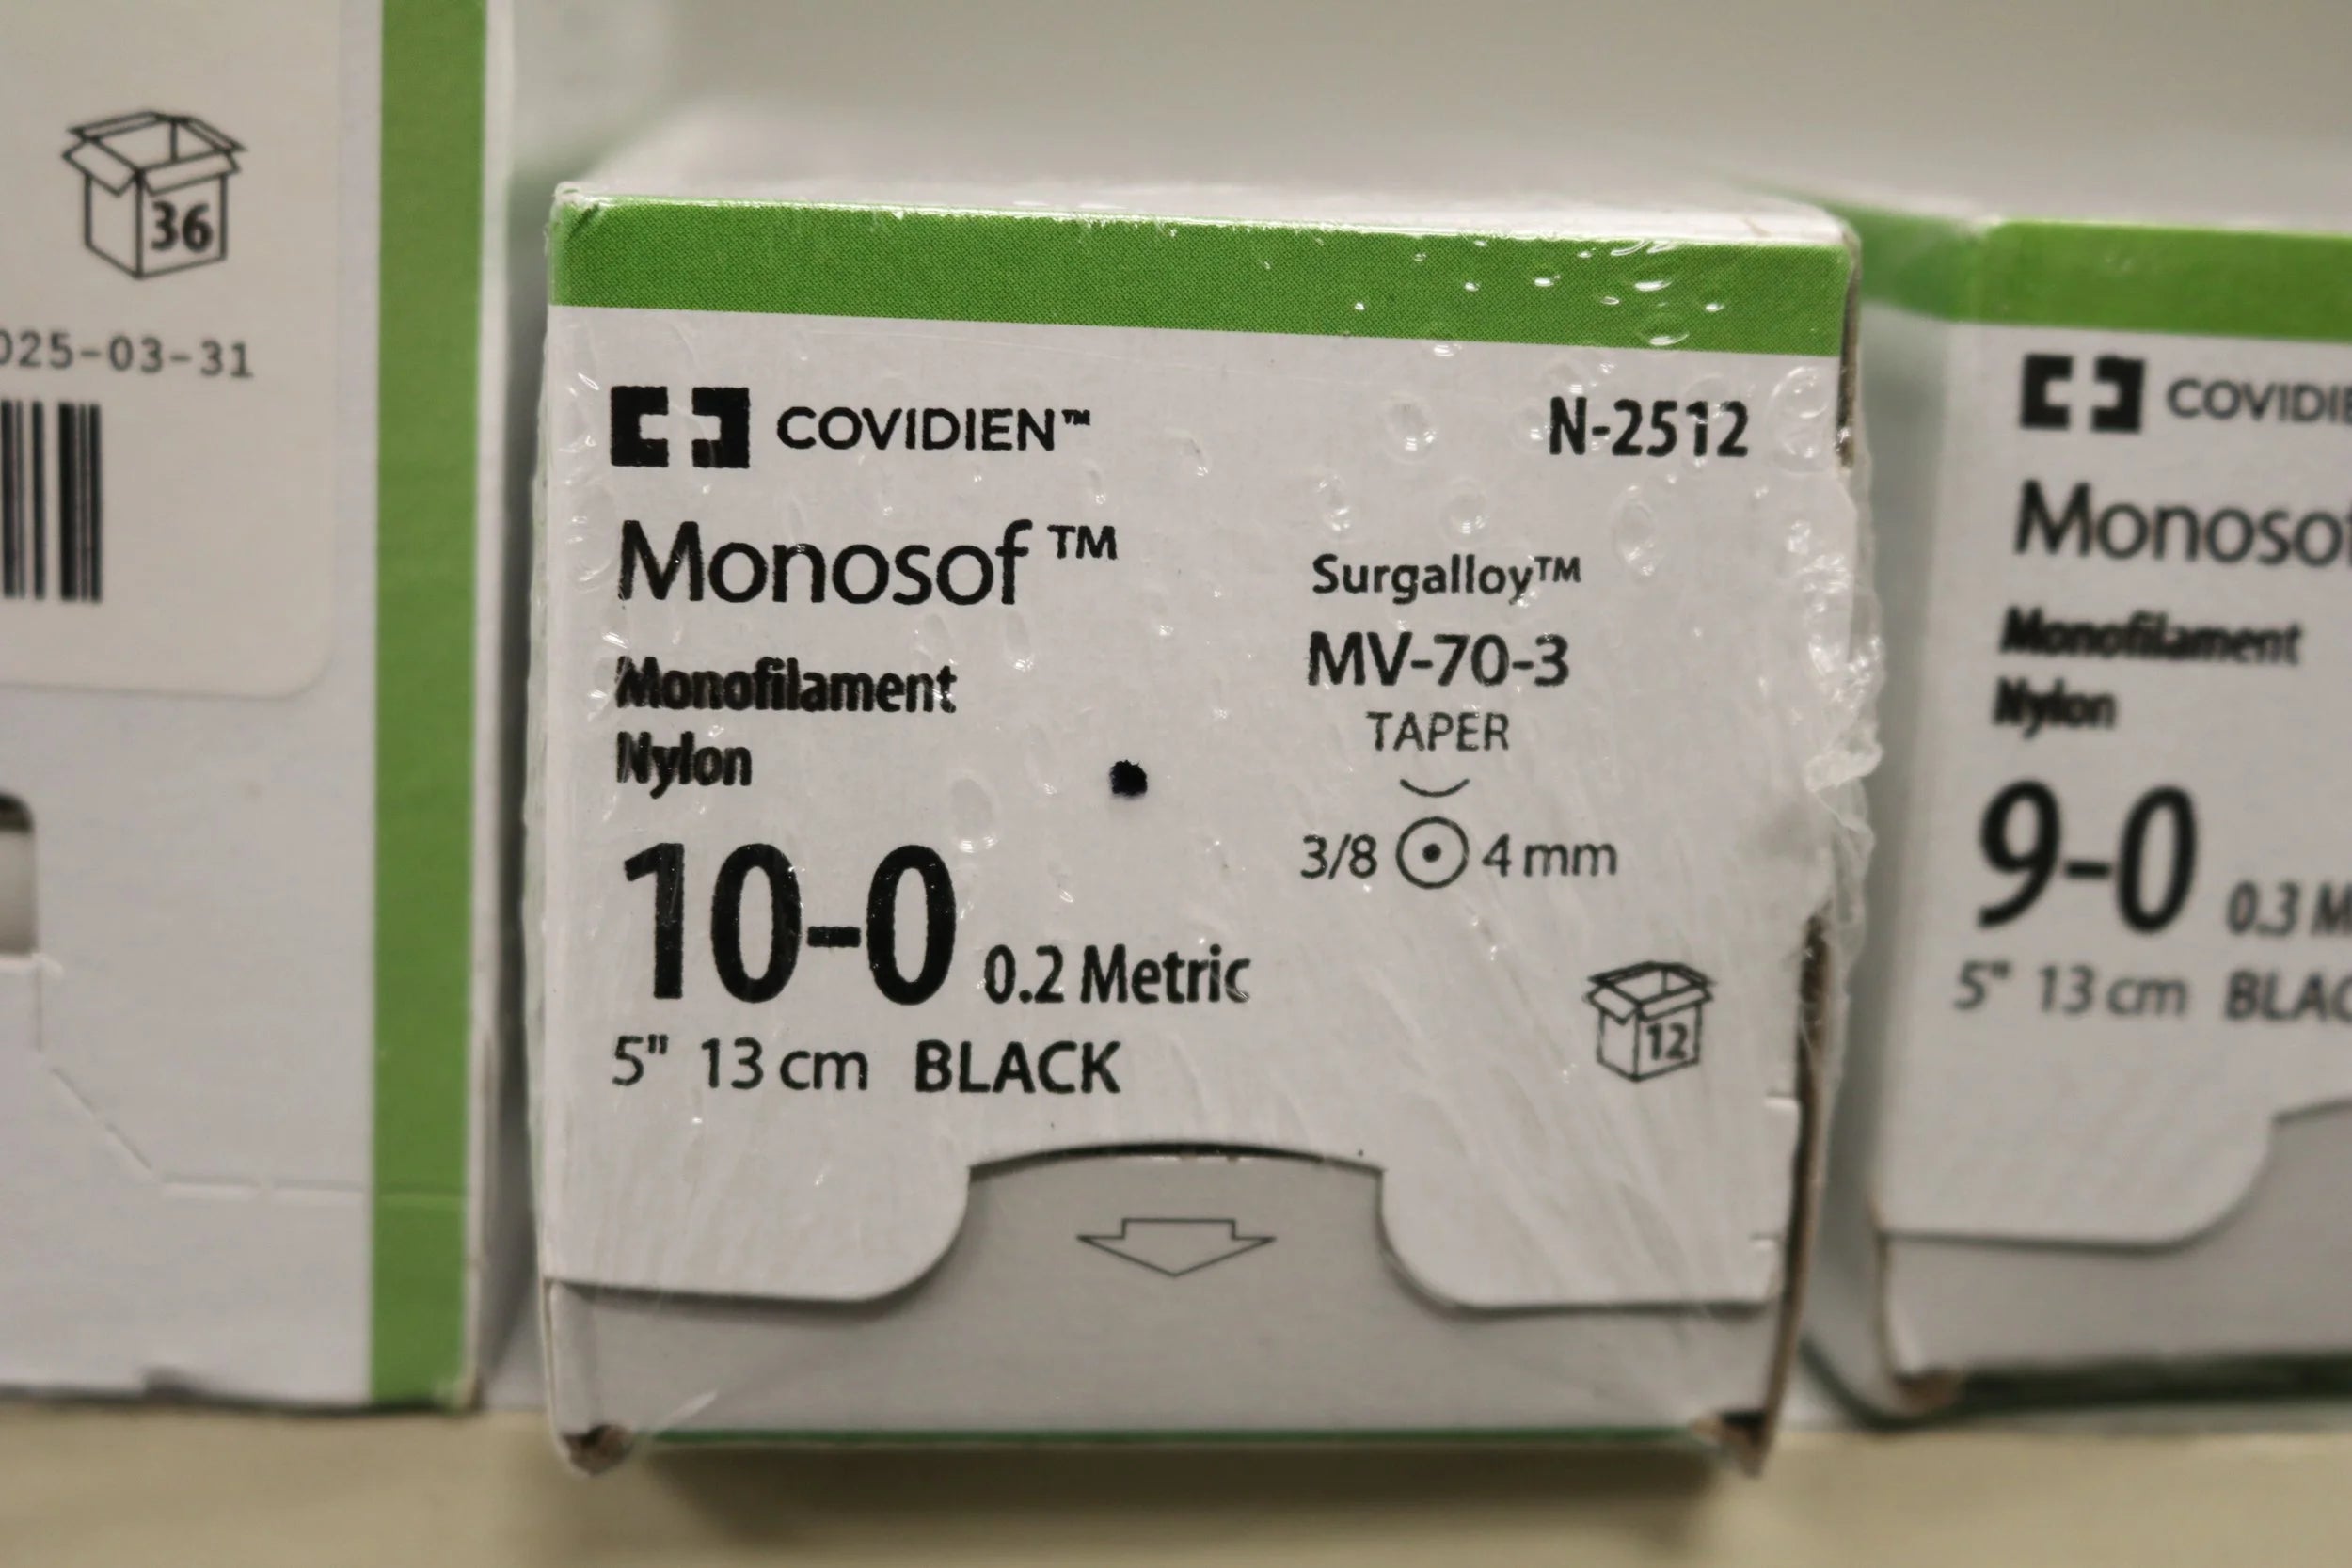 36
025-03-31
COVIDIEN™
N-2512
Monosof™
Monofilament
Nylon
10-0 0.2 Metric
5" 13 cm BLACK
Surgalloy™
MV-70-3
TAPER
3/8 4 mm
12
COVIDIE
Monosof
Monofilament
Nylon
9-0 0.3 M
5" 13 cm BLAC